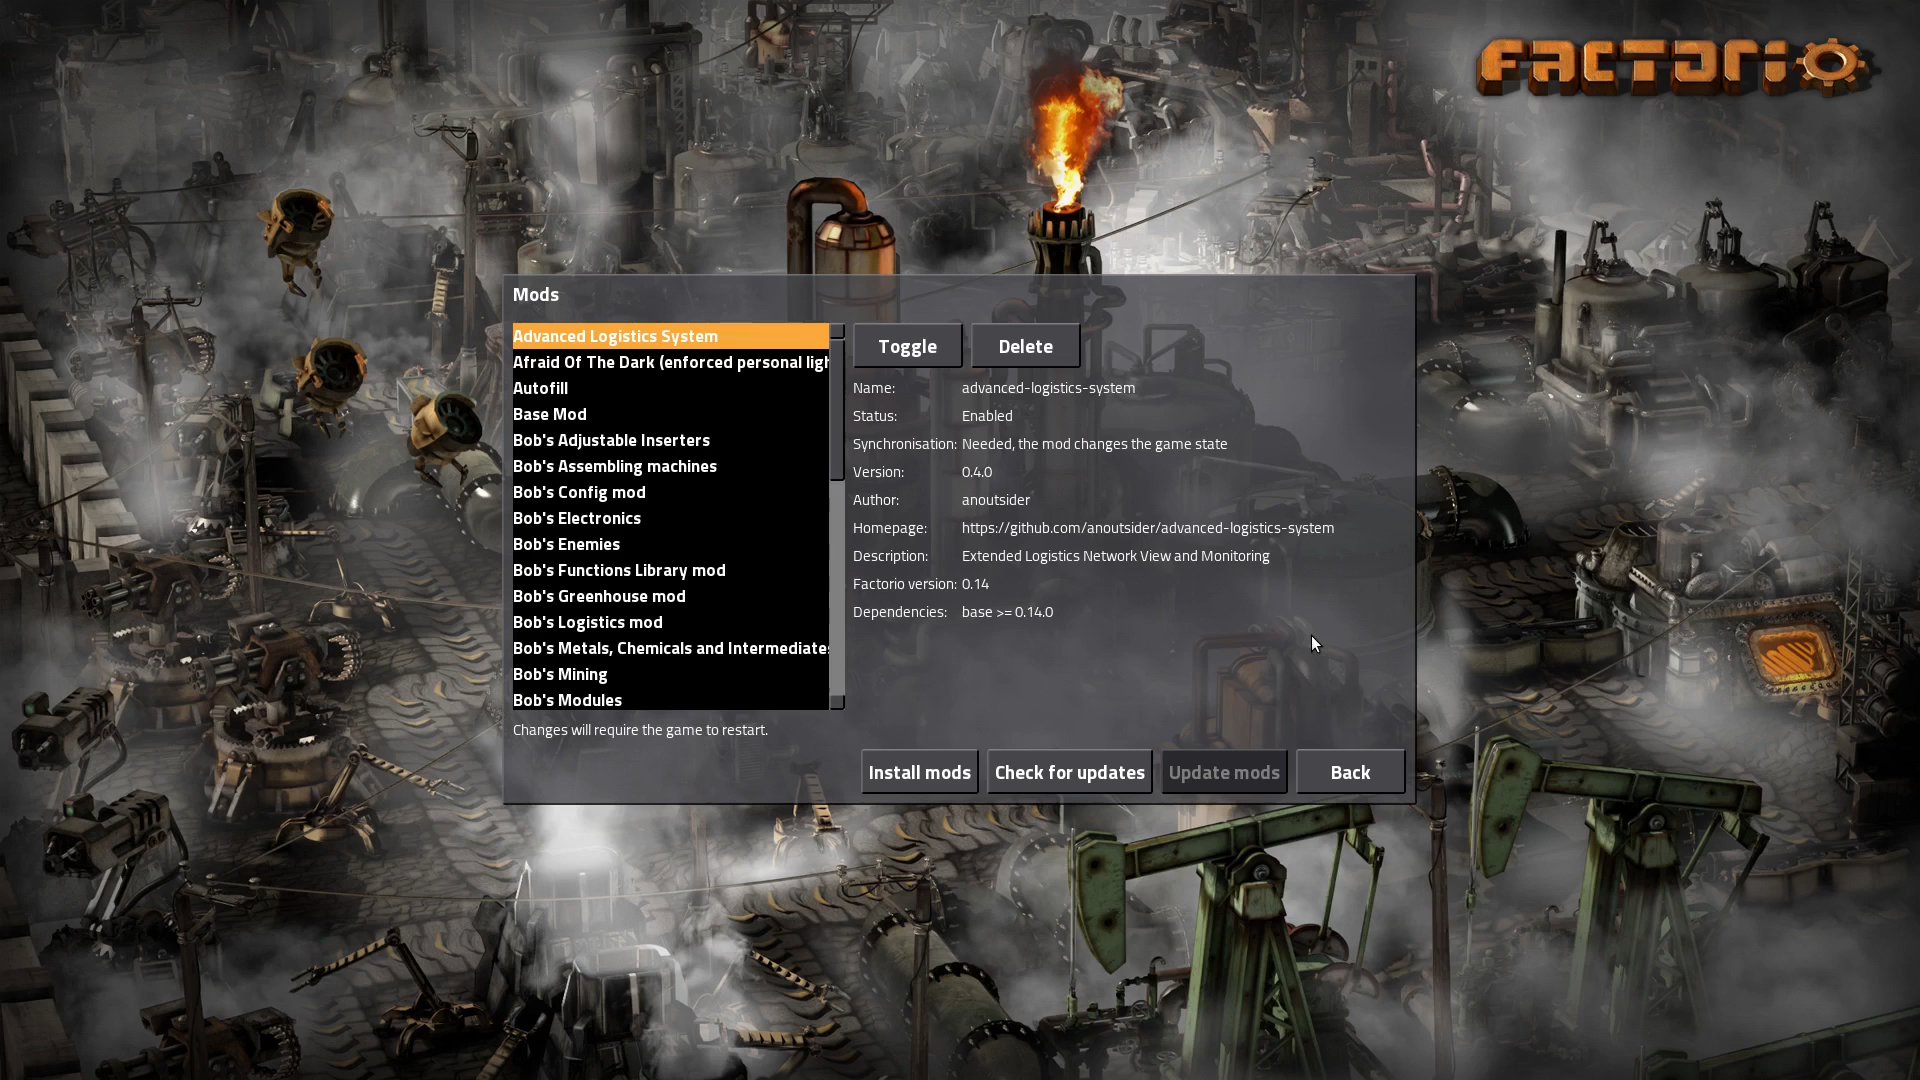 FACTORIO
Mods
Advanced Logistics System
Afraid Of The Dark (enforced personal ligh
Autofill
Base Mod
Bob's Adjustable Inserters
Bob's Assembling machines
Bob's Config mod
Bob's Electronics
Bob's Enemies
Bob's Functions Library mod
Bob's Greenhouse mod
Bob's Logistics mod
Bob's Metals, Chemicals and Intermediates
Bob's Mining
Bob's Modules
Changes will require the game to restart.
Toggle Delete
Name: advanced-logistics-system
Status: Enabled
Synchronisation: Needed, the mod changes the game state
Version: 0.4.0
Author: anoutsider
Homepage: https://github.com/anoutsider/advanced-logistics-system
Description: Extended Logistics Network View and Monitoring
Factorio version: 0.14
Dependencies: base >= 0.14.0
Install mods Check for updates Update mods Back